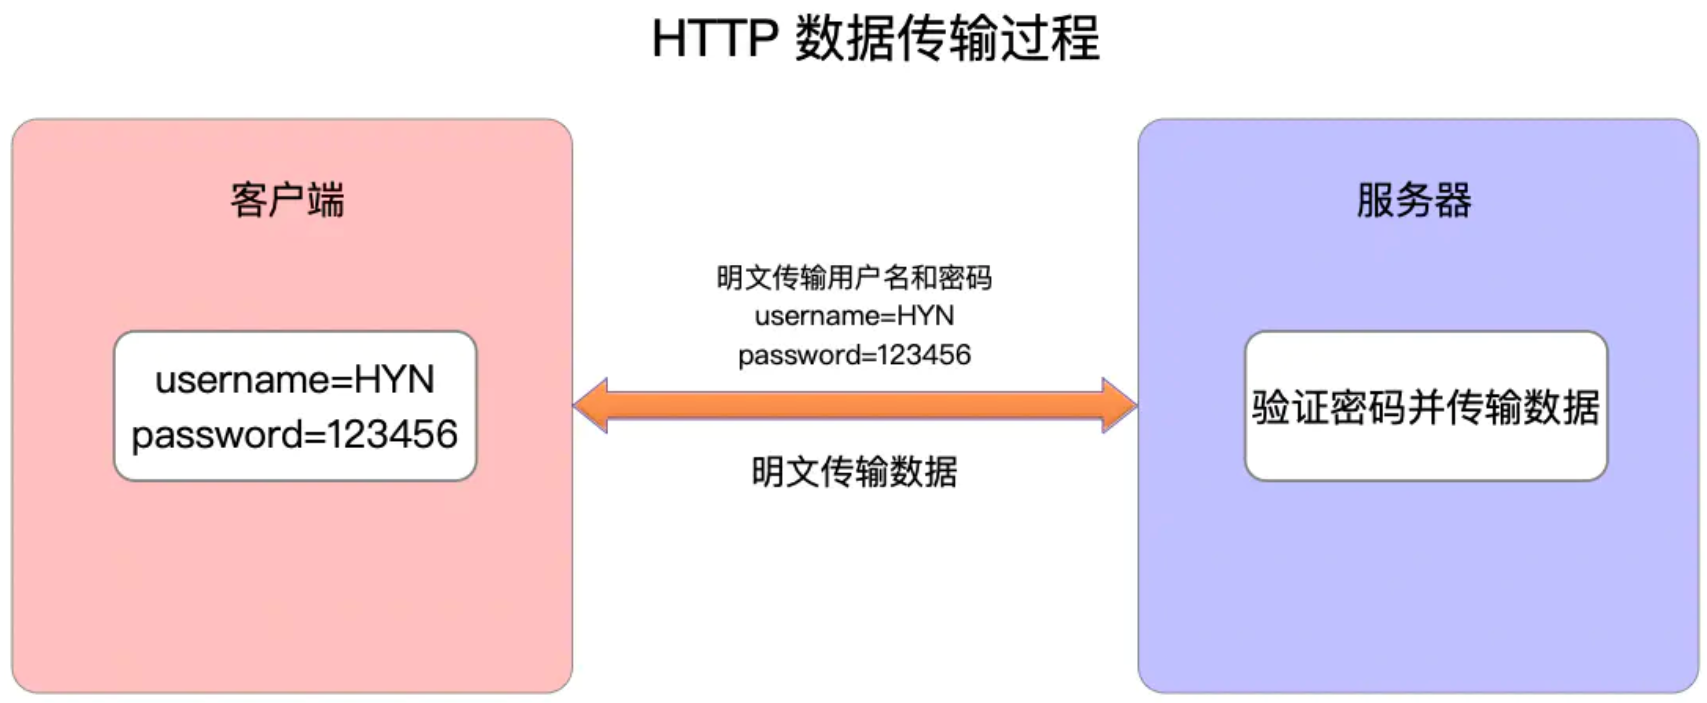 HTTP 数据传输过程
客户端
服务器
明文传输用户名和密码
username=HYN
password=123456
username=HYN
password=123456
验证密码并传输数据
明文传输数据